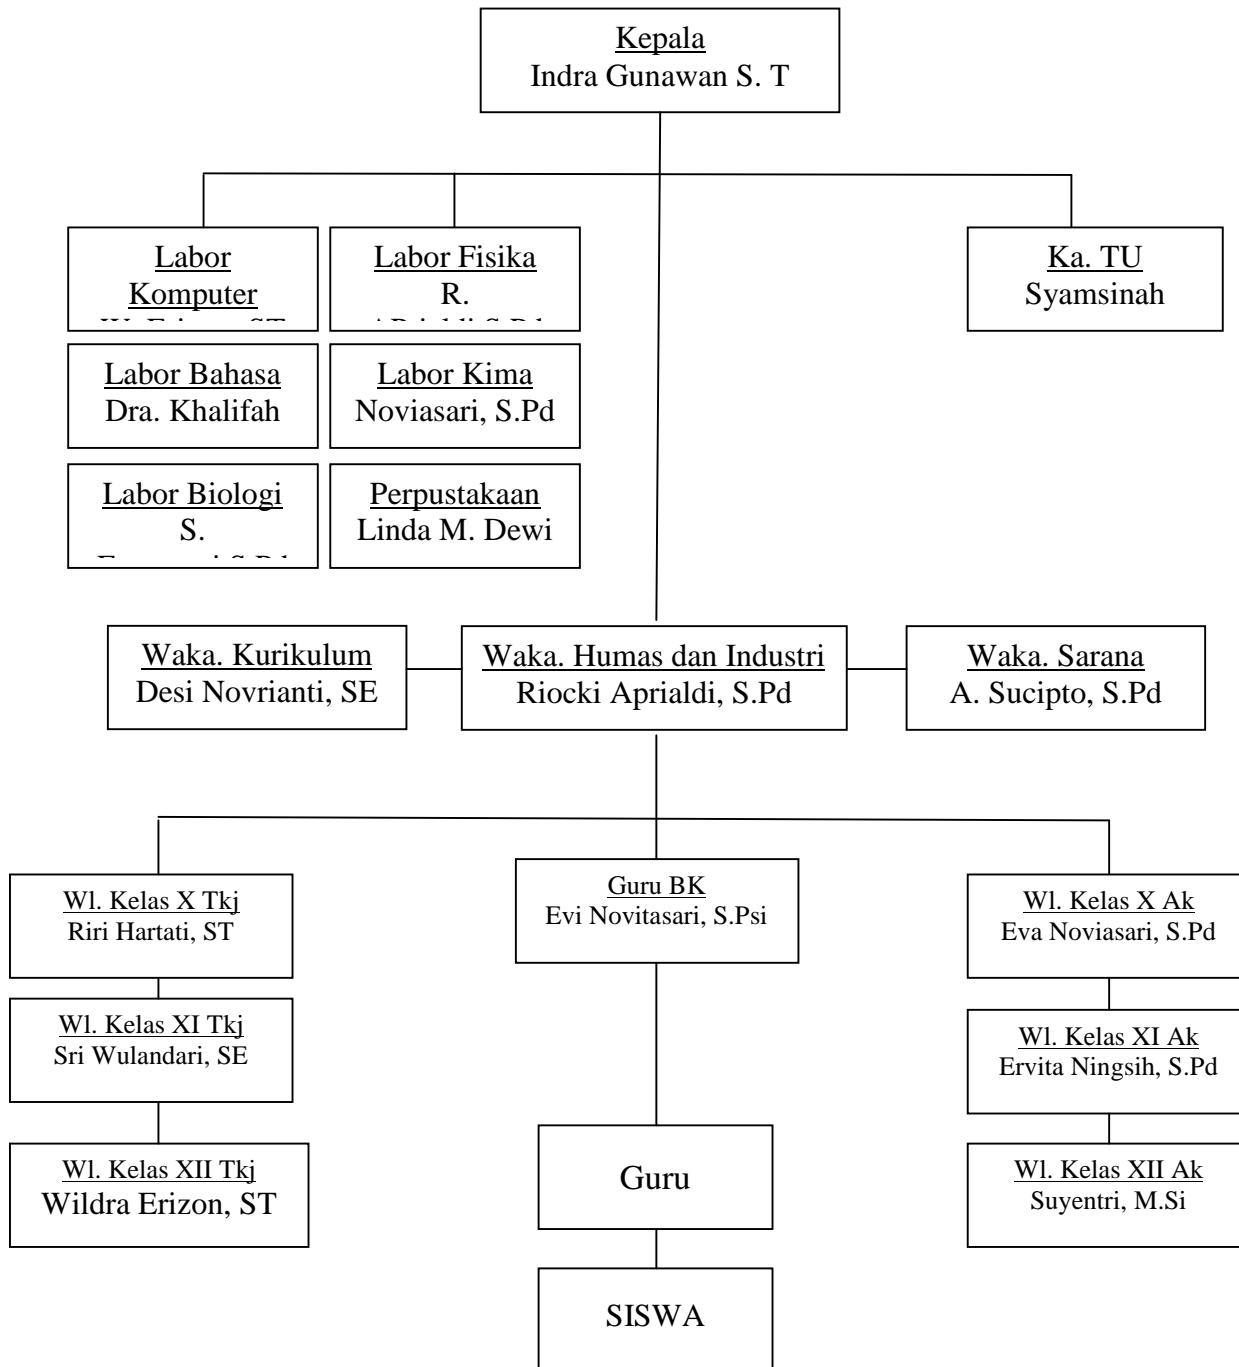 Kepala
Indra Gunawan S. T
Labor
Komputer
Labor Fisika
R.
Ka. TU
Syamsinah
Labor Bahasa
Dra. Khalifah
Labor Kima
Noviasari, S.Pd
Labor Biologi
S.
Perpustakaan
Linda M. Dewi
Waka. Kurikulum
Desi Novrianti, SE
Waka. Humas dan Industri
Riocki Aprialdi, S.Pd
Waka. Sarana
A. Sucipto, S.Pd
Wl. Kelas X Tkj
Riri Hartati, ST
Guru BK
Evi Novitasari, S.Psi
Wl. Kelas X Ak
Eva Noviasari, S.Pd
Wl. Kelas XI Tkj
Sri Wulandari, SE
Wl. Kelas XI Ak
Ervita Ningsih, S.Pd
Guru
Wl. Kelas XII Tkj
Wildra Erizon, ST
Wl. Kelas XII Ak
Suyentri, M.Si
SISWA